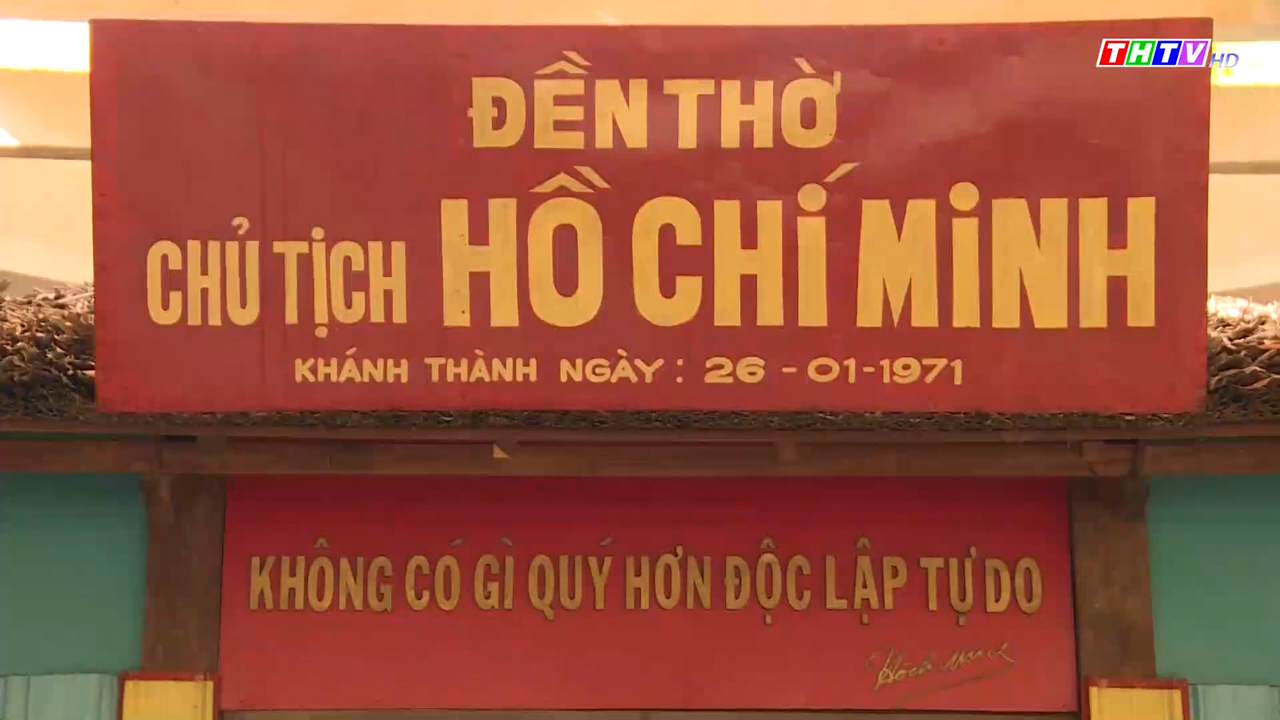 THTV HD
ĐỀN THỜ
CHỦ TỊCH HỒ CHÍ MINH
KHÁNH THÀNH NGÀY : 26 - 01 - 1971
KHÔNG CÓ GÌ QUÝ HƠN ĐỘC LẬP TỰ DO